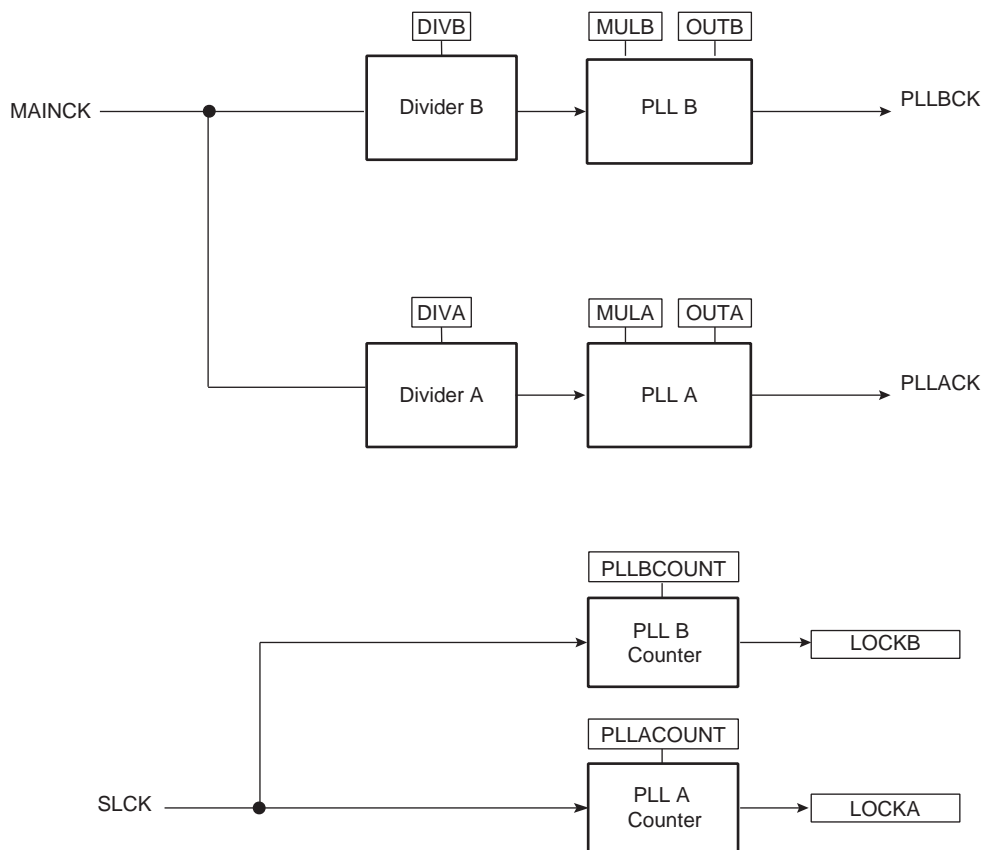 DIVB
MULB
OUTB
MAINCK
Divider B
PLL B
PLLBCK
DIVA
MULA
OUTA
Divider A
PLL A
PLLACK
PLLBCOUNT
PLL B
Counter
LOCKB
PLLACOUNT
SLCK
PLL A
Counter
LOCKA